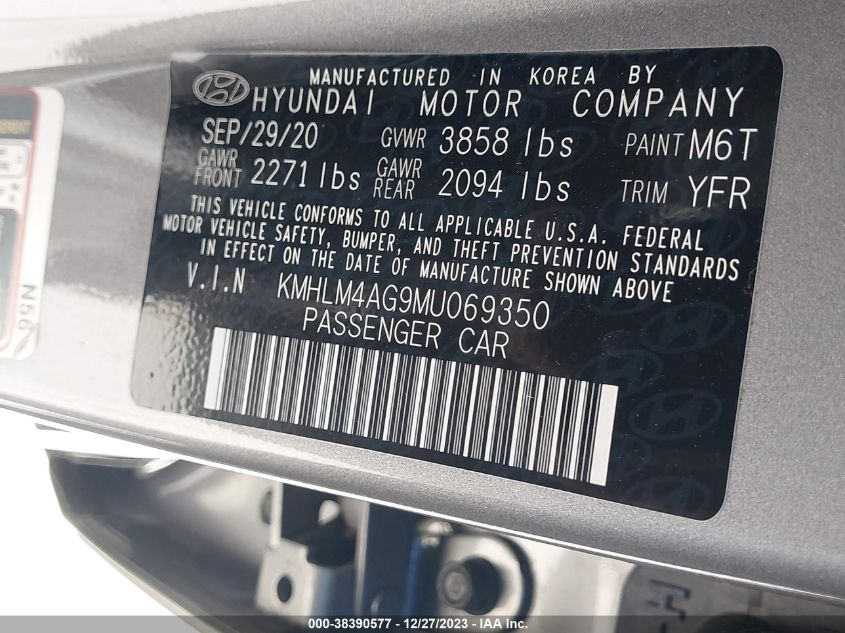 MANUFACTURED IN KOREA BY
HYUNDAI MOTOR COMPANY
SEP/29/20 GVWR 3858 lbs PAINT M6T
GAWR FRONT 2271 lbs GAWR REAR 2094 lbs TRIM YFR
THIS VEHICLE CONFORMS TO ALL APPLICABLE U.S.A. FEDERAL
MOTOR VEHICLE SAFETY, BUMPER, AND THEFT PREVENTION STANDARDS
IN EFFECT ON THE DATE OF MANUFACTURE SHOWN ABOVE
V.I.N KMHLM4AG9MU069350
PASSENGER CAR
N56
000-38390577 - 12/27/2023 - IAA Inc.